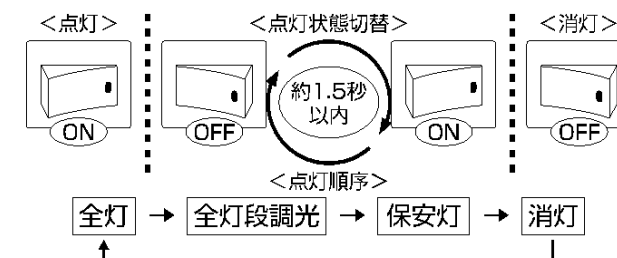 <点灯> <点灯状態切替> <消灯>
約1.5秒
以内
ON OFF ON OFF
<点灯順序>
全灯 → 全灯段調光 → 保安灯 → 消灯